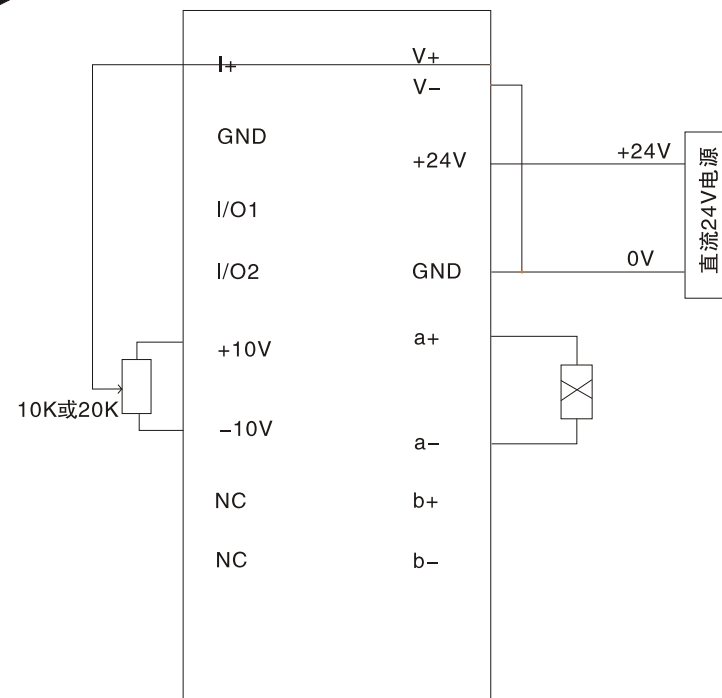 I+
V+
V−
GND
+24V
+24V
I/O1
I/O2
GND
0V
直流24V电源
+10V
a+
10K或20K
−10V
a−
NC
b+
NC
b−